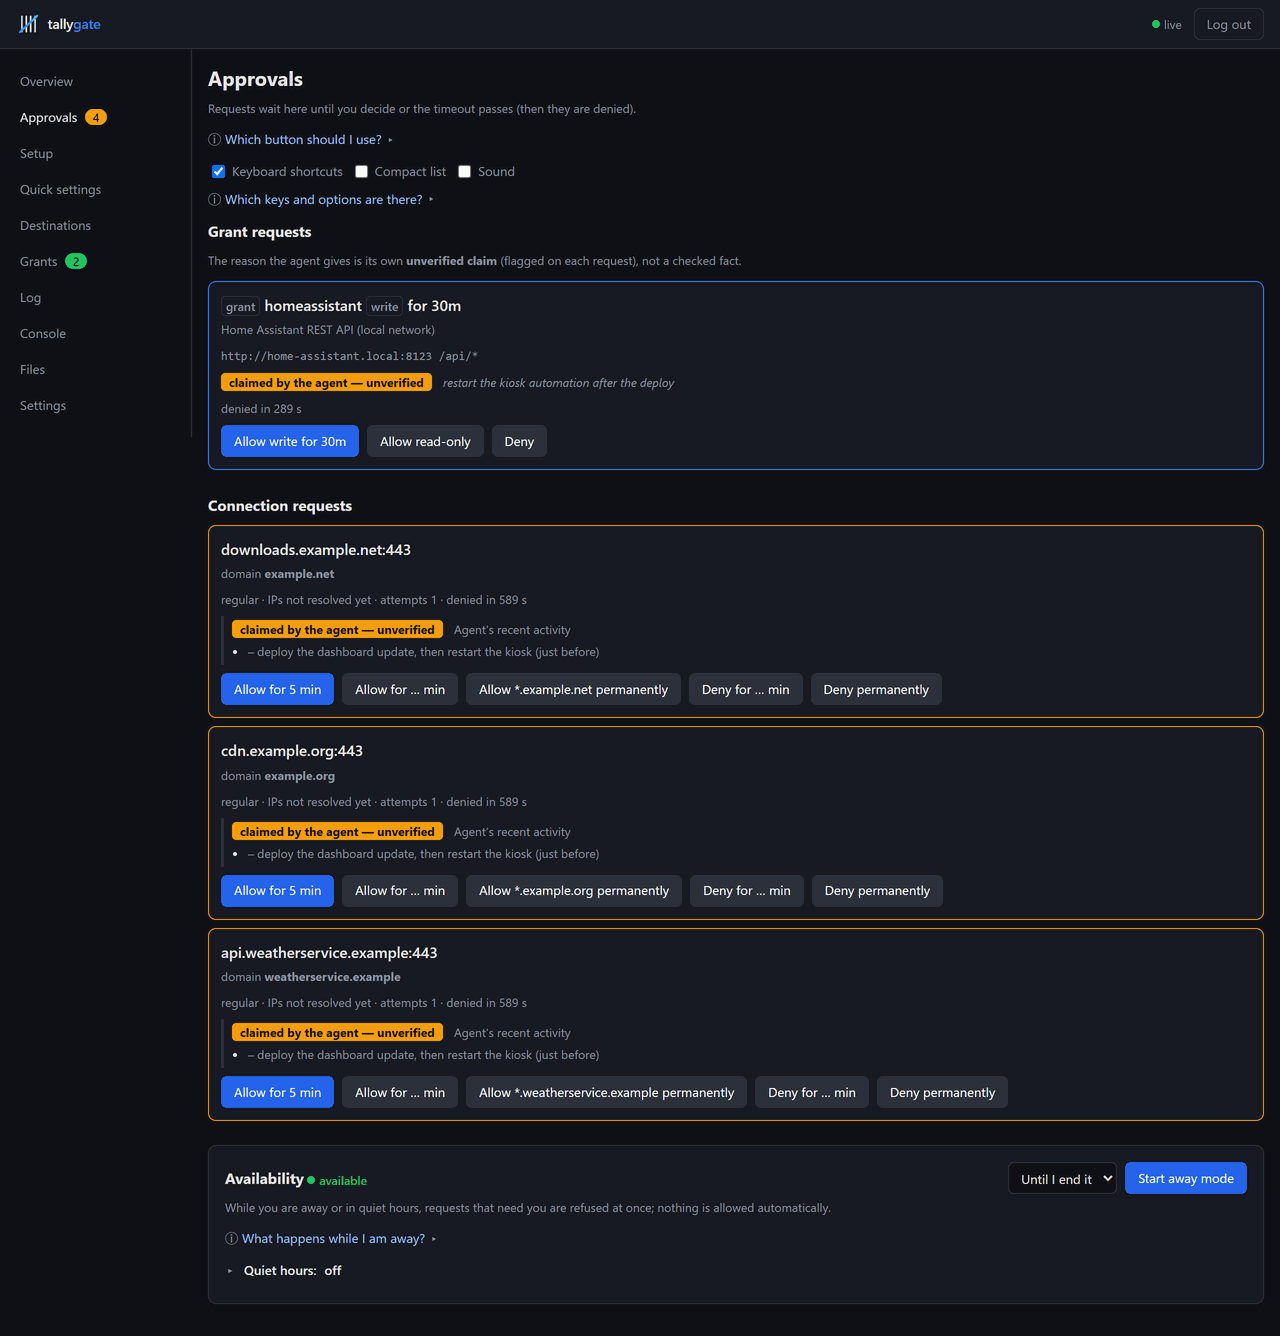 tallygate
live
Log out
Overview
Approvals 4
Setup
Quick settings
Destinations
Grants 2
Log
Console
Files
Settings
Approvals
Requests wait here until you decide or the timeout passes (then they are denied).
ⓘ Which button should I use? ▸
Keyboard shortcuts Compact list Sound
ⓘ Which keys and options are there? ▸
Grant requests
The reason the agent gives is its own unverified claim (flagged on each request), not a checked fact.
grant homeassistant write for 30m
Home Assistant REST API (local network)
http://home-assistant.local:8123 /api/*
claimed by the agent — unverified restart the kiosk automation after the deploy
denied in 289 s
Allow write for 30m Allow read-only Deny
Connection requests
downloads.example.net:443
domain example.net
regular · IPs not resolved yet · attempts 1 · denied in 589 s
claimed by the agent — unverified Agent's recent activity
• – deploy the dashboard update, then restart the kiosk (just before)
Allow for 5 min Allow for ... min Allow *.example.net permanently Deny for ... min Deny permanently
cdn.example.org:443
domain example.org
regular · IPs not resolved yet · attempts 1 · denied in 589 s
claimed by the agent — unverified Agent's recent activity
• – deploy the dashboard update, then restart the kiosk (just before)
Allow for 5 min Allow for ... min Allow *.example.org permanently Deny for ... min Deny permanently
api.weatherservice.example:443
domain weatherservice.example
regular · IPs not resolved yet · attempts 1 · denied in 589 s
claimed by the agent — unverified Agent's recent activity
• – deploy the dashboard update, then restart the kiosk (just before)
Allow for 5 min Allow for ... min Allow *.weatherservice.example permanently Deny for ... min Deny permanently
Availability available
Until I end it Start away mode
While you are away or in quiet hours, requests that need you are refused at once; nothing is allowed automatically.
ⓘ What happens while I am away? ▸
▸ Quiet hours: off